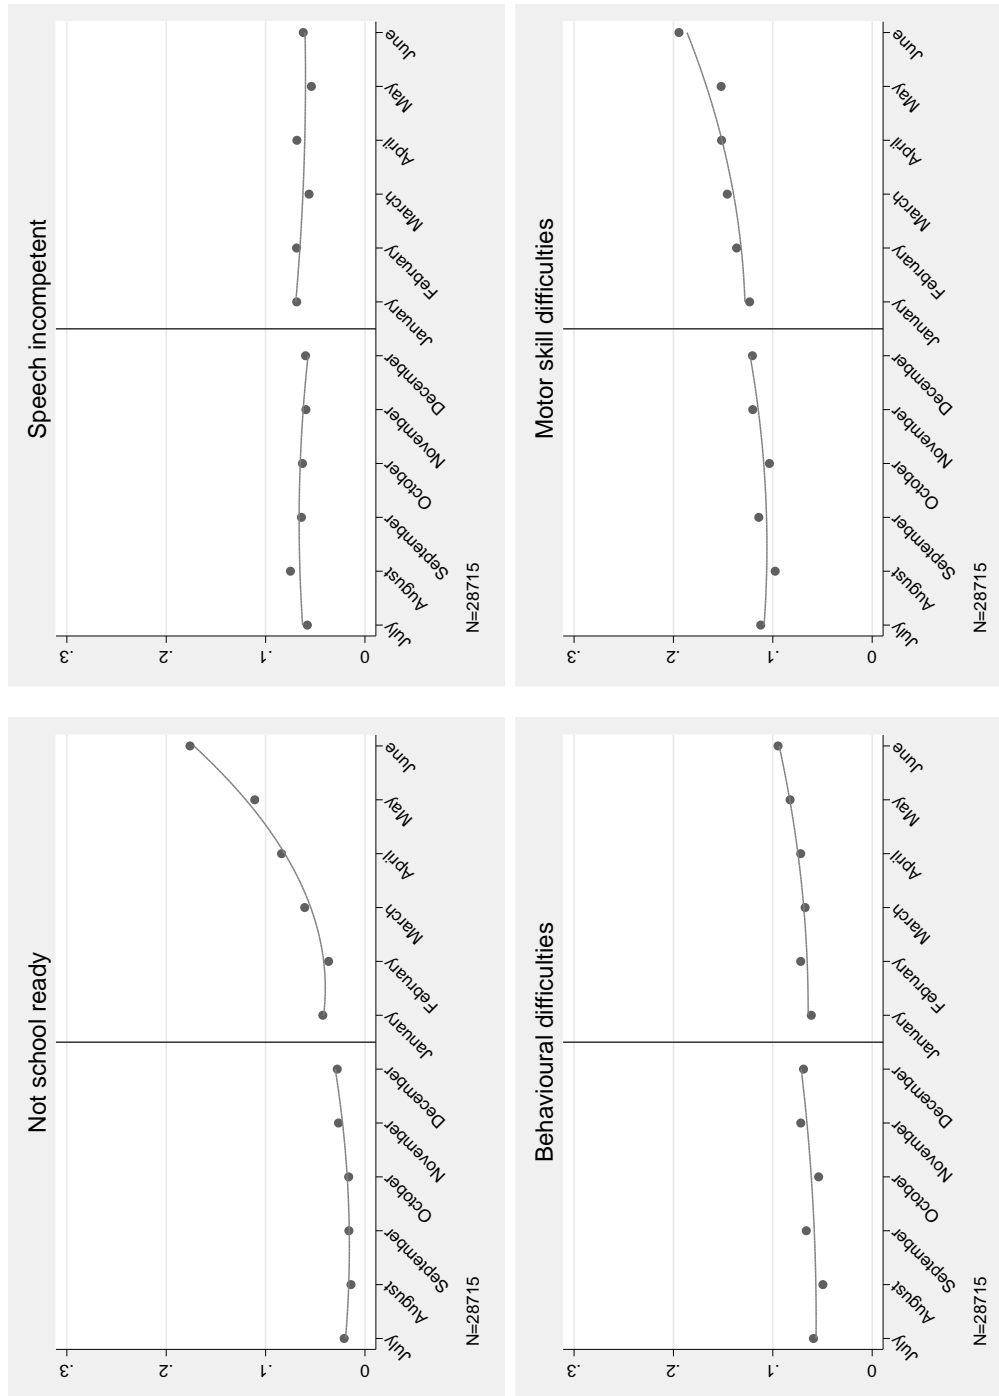 Not school ready
.3
.2
.1
0
July
August
September
October
November
December
January
February
March
April
May
June
N=28715
Speech incompetent
.3
.2
.1
0
July
August
September
October
November
December
January
February
March
April
May
June
N=28715
Behavioural difficulties
.3
.2
.1
0
July
August
September
October
November
December
January
February
March
April
May
June
N=28715
Motor skill difficulties
.3
.2
.1
0
July
August
September
October
November
December
January
February
March
April
May
June
N=28715